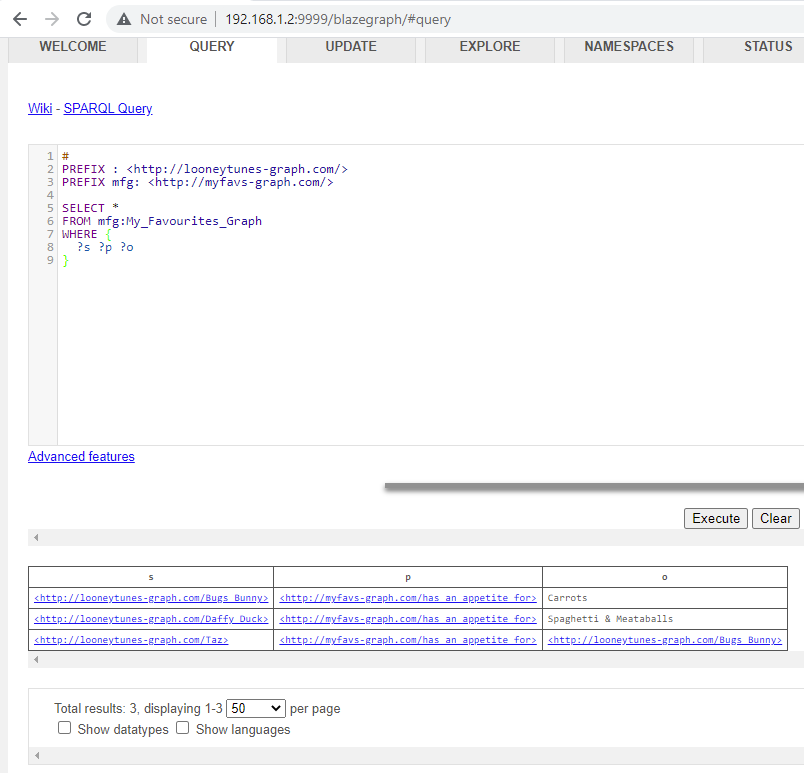 Not secure | 192.168.1.2:9999/blazegraph/#query
WELCOME QUERY UPDATE EXPLORE NAMESPACES STATUS
Wiki - SPARQL Query
1 #
2 PREFIX : <http://looneytunes-graph.com/>
3 PREFIX mfg: <http://myfavs-graph.com/>
4
5 SELECT *
6 FROM mfg:My_Favourites_Graph
7 WHERE {
8 ?s ?p ?o
9 }
Advanced features
Execute Clear
s p o
<http://looneytunes-graph.com/Bugs_Bunny> <http://myfavs-graph.com/has_an_appetite_for> Carrots
<http://looneytunes-graph.com/Daffy_Duck> <http://myfavs-graph.com/has_an_appetite_for> Spaghetti & Meataballs
<http://looneytunes-graph.com/Taz> <http://myfavs-graph.com/has_an_appetite_for> <http://looneytunes-graph.com/Bugs_Bunny>
Total results: 3, displaying 1-3 50 per page
Show datatypes Show languages